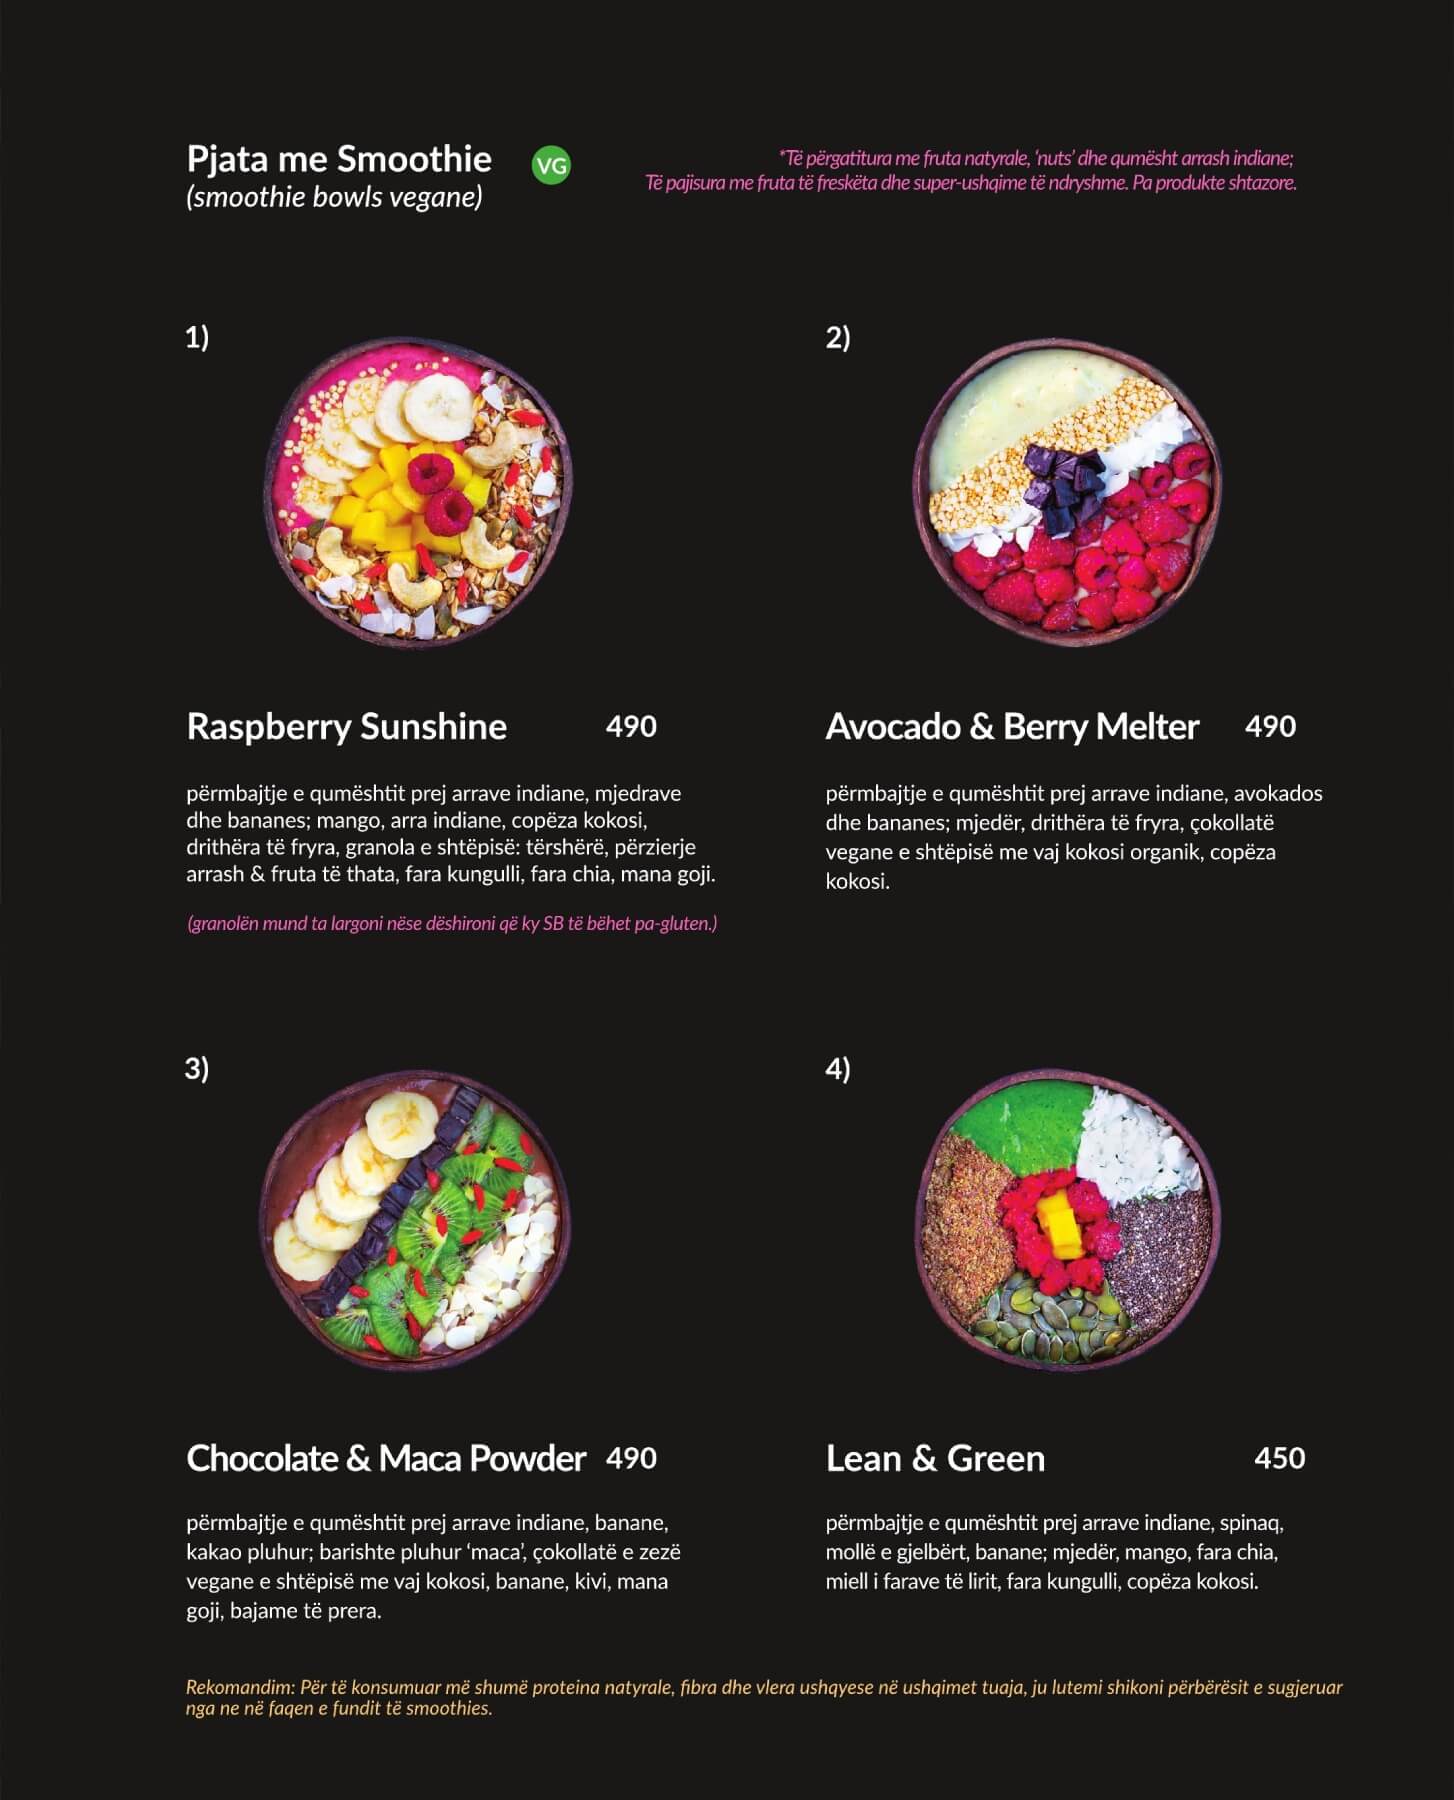 Pjata me Smoothie
(smoothie bowls vegane)
VG
*Të përgatitura me fruta natyrale, ‘nuts’ dhe qumësht arrash indiane;
Të pajisura me fruta të freskëta dhe super-ushqime të ndryshme. Pa produkte shtazore.
1)
Raspberry Sunshine 490
përmbajtje e qumështit prej arrave indiane, mjedrave
dhe bananes; mango, arra indiane, copëza kokosi,
drithëra të fryra, granola e shtëpisë: tërshërë, përzierje
arrash & fruta të thata, fara kungulli, fara chia, mana goji.
(granolën mund ta largoni nëse dëshironi që ky SB të bëhet pa-gluten.)
2)
Avocado & Berry Melter 490
përmbajtje e qumështit prej arrave indiane, avokados
dhe bananes; mjedër, drithëra të fryra, çokollatë
vegane e shtëpisë me vaj kokosi organik, copëza
kokosi.
3)
Chocolate & Maca Powder 490
përmbajtje e qumështit prej arrave indiane, banane,
kakao pluhur; barishte pluhur ‘maca’, çokollatë e zezë
vegane e shtëpisë me vaj kokosi, banane, kivi, mana
goji, bajame të prera.
4)
Lean & Green 450
përmbajtje e qumështit prej arrave indiane, spinaq,
mollë e gjelbërt, banane; mjedër, mango, fara chia,
miell i farave të lirit, fara kungulli, copëza kokosi.
Rekomandim: Për të konsumuar më shumë proteina natyrale, fibra dhe vlera ushqyese në ushqimet tuaja, ju lutemi shikoni përbërësit e sugjeruar
nga ne në faqen e fundit të smoothies.